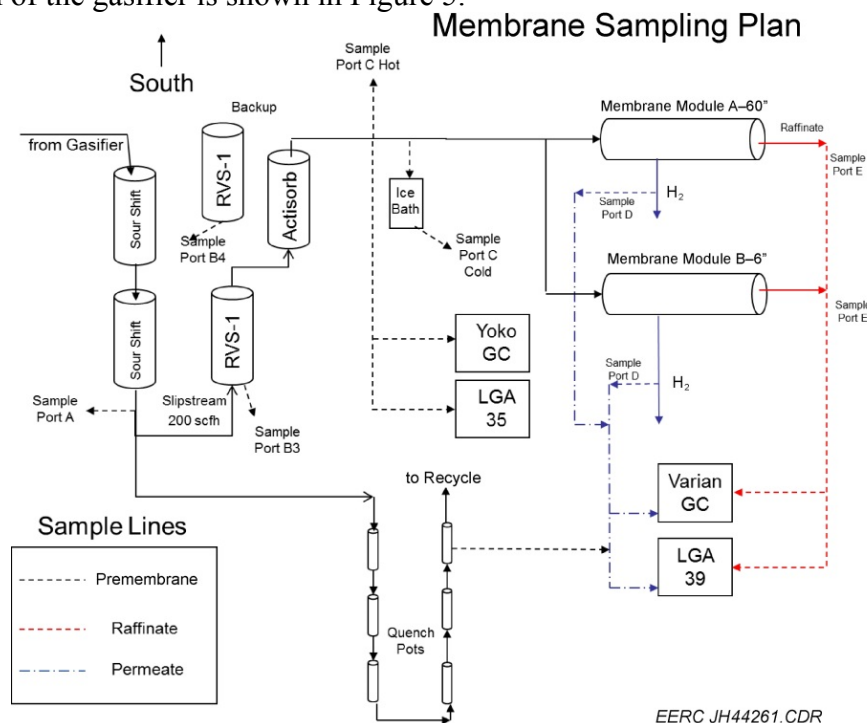 of the gasifier is shown in Figure 5.
Membrane Sampling Plan
South
Sample
Port C Hot
Backup
from Gasifier
Sour Shift
RVS-1
Actisorb
Sample
Port B4
Ice
Bath
Sample
Port C
Cold
Membrane Module A–60”
Raffinate
Sample
Port E
Sample
Port D
H2
Membrane Module B–6”
Sample
Port E
Sample
Port D
H2
Sour Shift
RVS-1
Sample
Port A
Slipstream
200 scfh
Sample
Port B3
Yoko
GC
LGA
35
to Recycle
Varian
GC
LGA
39
Quench
Pots
Sample Lines
Premembrane
Raffinate
Permeate
EERC JH44261.CDR